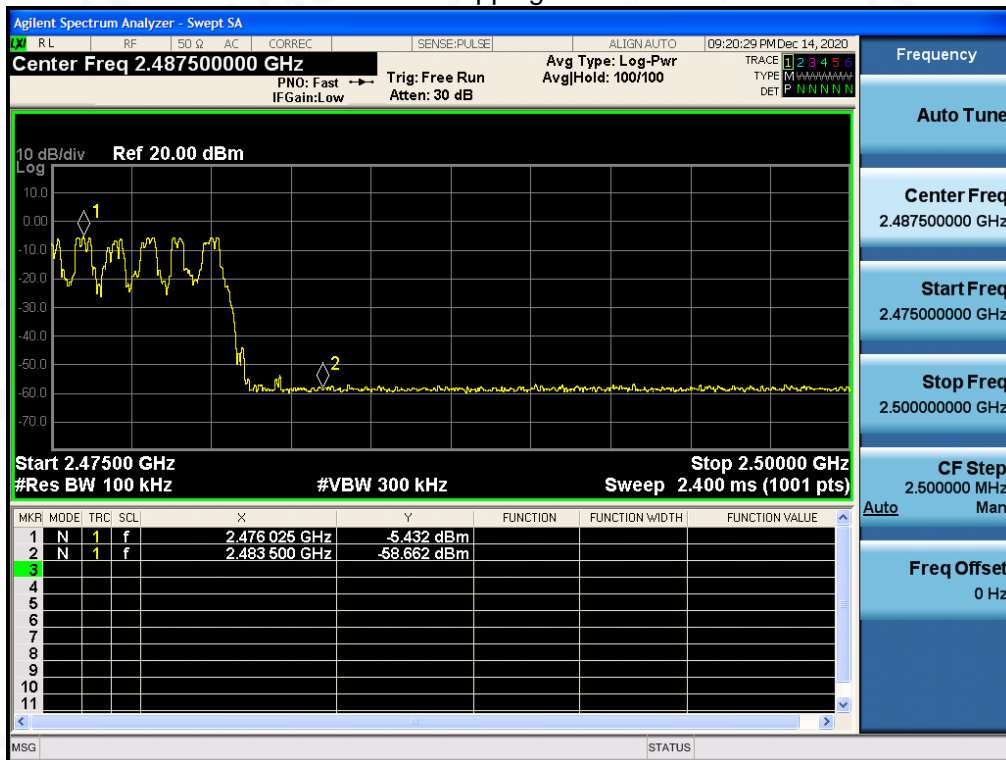 pping
Agilent Spectrum Analyzer - Swept SA
LXI RL RF 50 Ω AC CORREC SENSE:PULSE ALIGN AUTO 09:20:29 PM Dec 14, 2020
Center Freq 2.487500000 GHz
PNO: Fast
IFGain:Low
Trig: Free Run
Atten: 30 dB
Avg Type: Log-Pwr
Avg|Hold: 100/100
TRACE 1 2 3 4 5 6
TYPE M WWWWW
DET P N N N N N
10 dB/div Ref 20.00 dBm
Log
10.0
0.00
-10.0
-20.0
-30.0
-40.0
-50.0
-60.0
-70.0
1
2
Start 2.47500 GHz Stop 2.50000 GHz
#Res BW 100 kHz #VBW 300 kHz Sweep 2.400 ms (1001 pts)
MKR MODE TRC SCL X Y FUNCTION FUNCTION WIDTH FUNCTION VALUE
1 N 1 f 2.476 025 GHz -5.432 dBm
2 N 1 f 2.483 500 GHz -58.662 dBm
3
4
5
6
7
8
9
10
11
MSG STATUS
Frequency
Auto Tune
Center Freq
2.487500000 GHz
Start Freq
2.475000000 GHz
Stop Freq
2.500000000 GHz
CF Step
2.500000 MHz
Auto Man
Freq Offset
0 Hz